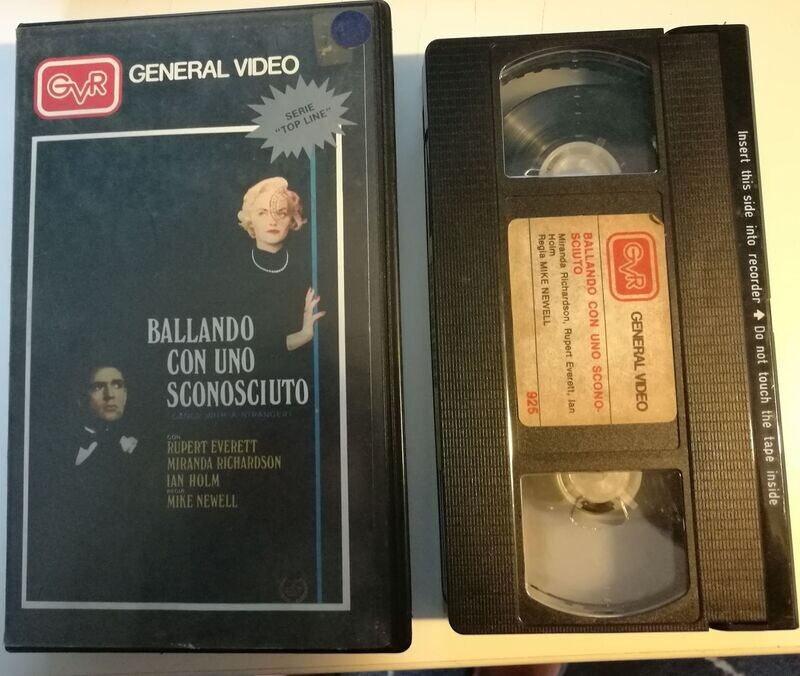 GVR
GENERAL VIDEO
SERIE
"TOP LINE"
BALLANDO
CON UNO
SCONOSCIUTO
(DANCE WITH A STRANGER)
CON
RUPERT EVERETT
MIRANDA RICHARDSON
IAN HOLM
REGIA
MIKE NEWELL
GVR
GENERAL VIDEO
BALLANDO CON UNO SCONO-
SCIUTO
Miranda Richardson, Rupert Everett, Ian
Holm
Regia MIKE NEWELL
925
Insert this side into recorder ⬆ Do not touch the tape inside